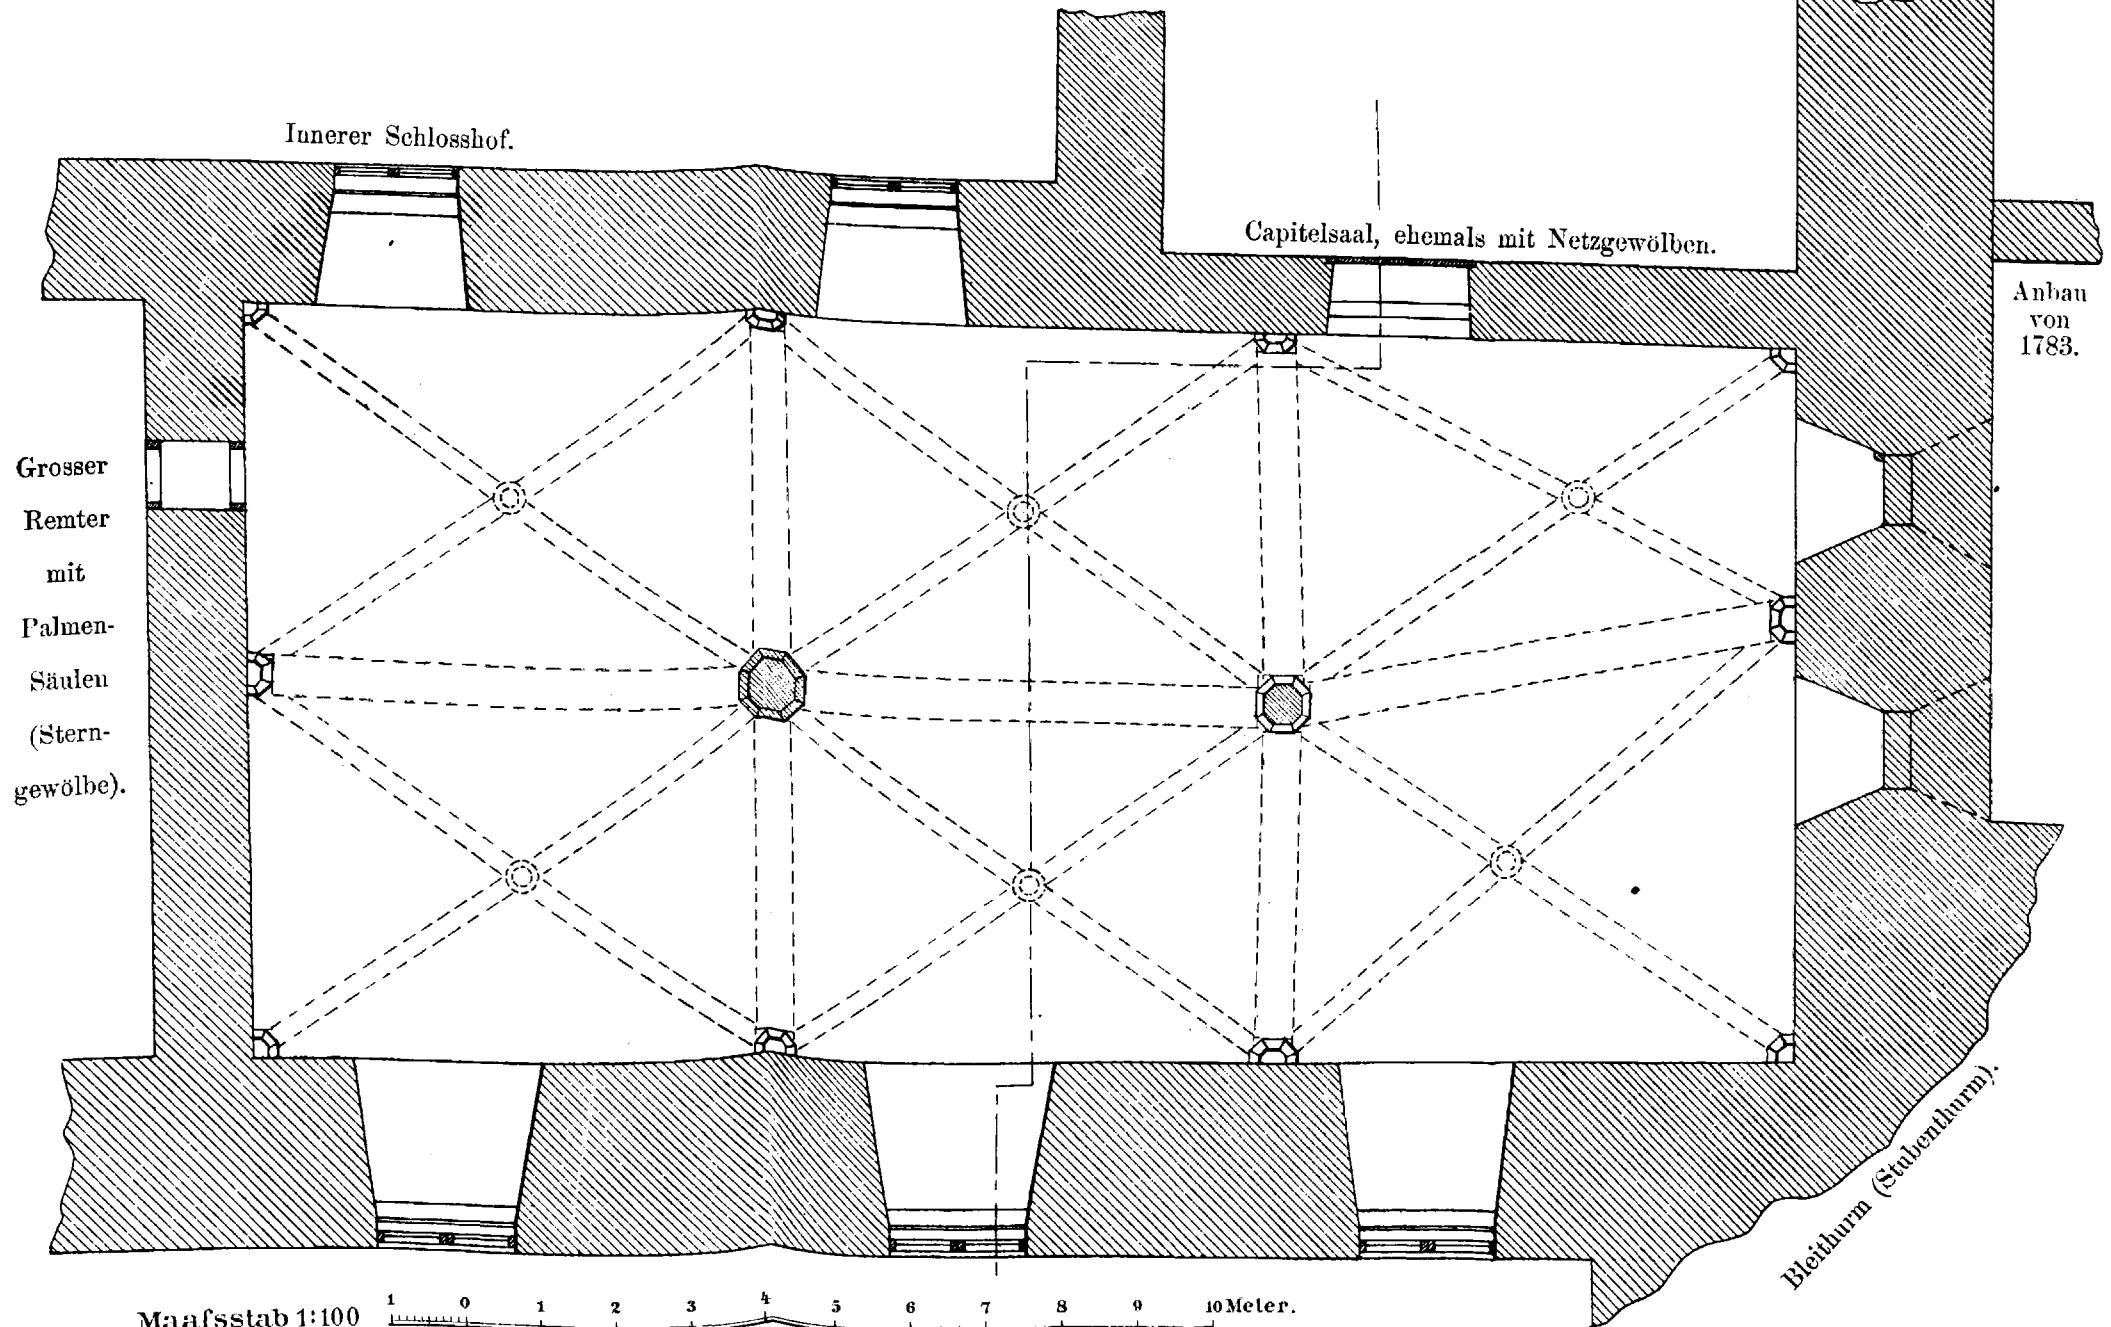 Innerer Schlosshof.
Capitelsaal, ehemals mit Netzgewölben.
Anbau
von
1783.
Grosser
Remter
mit
Palmen-
Säulen
(Stern-
gewölbe).
Bleithurm (Stubenthurm).
Maaſsstab 1:100
1 0 1 2 3 4 5 6 7 8 9 10 Meter.